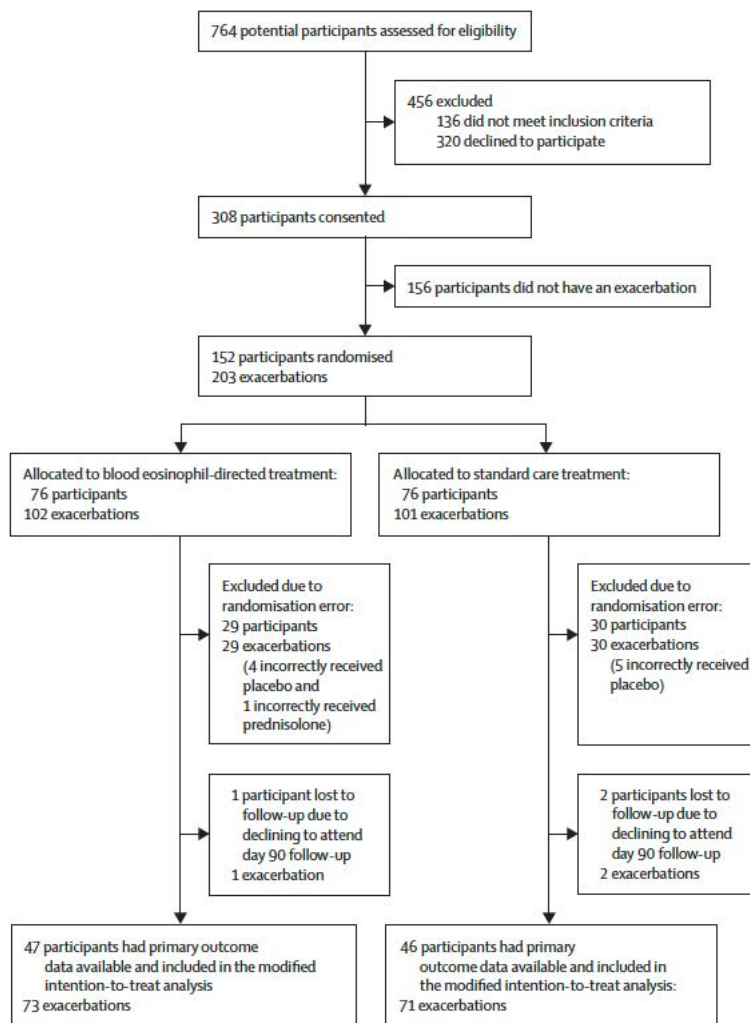 764 potential participants assessed for eligibility
456 excluded
136 did not meet inclusion criteria
320 declined to participate
308 participants consented
156 participants did not have an exacerbation
152 participants randomised
203 exacerbations
Allocated to blood eosinophil-directed treatment:
76 participants
102 exacerbations
Allocated to standard care treatment:
76 participants
101 exacerbations
Excluded due to
randomisation error:
29 participants
29 exacerbations
(4 incorrectly received
placebo and
1 incorrectly received
prednisolone)
Excluded due to
randomisation error:
30 participants
30 exacerbations
(5 incorrectly received
placebo)
1 participant lost to
follow-up due to
declining to attend
day 90 follow-up
1 exacerbation
2 participants lost to
follow-up due to
declining to attend
day 90 follow-up
2 exacerbations
47 participants had primary outcome
data available and included in the modified
intention-to-treat analysis
73 exacerbations
46 participants had primary
outcome data available and included in
the modified intention-to-treat analysis:
71 exacerbations